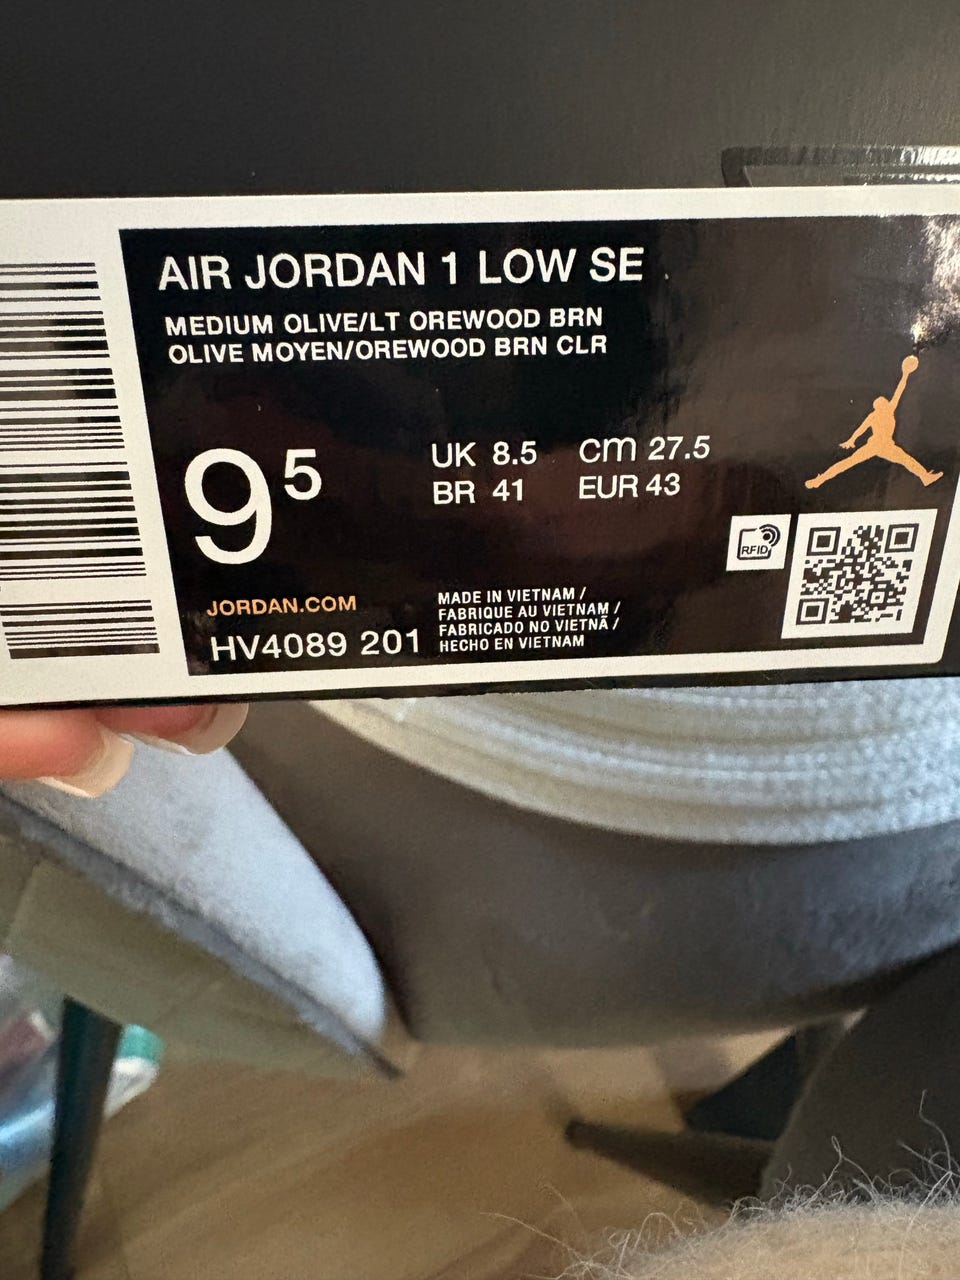 AIR JORDAN 1 LOW SE
MEDIUM OLIVE/LT OREWOOD BRN
OLIVE MOYEN/OREWOOD BRN CLR
9⁵
UK 8.5 cm 27.5
BR 41 EUR 43
RFID
JORDAN.COM
HV4089 201
MADE IN VIETNAM /
FABRIQUE AU VIETNAM /
FABRICADO NO VIETNÃ /
HECHO EN VIETNAM